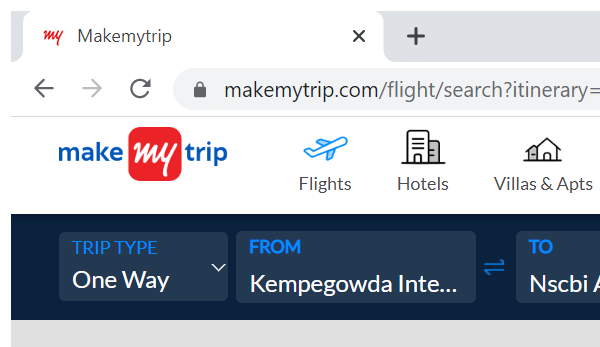 my Makemytrip
makemytrip.com/flight/search?itinerary=
make my trip
Flights
Hotels
Villas & Apts
TRIP TYPE
One Way
FROM
Kempegowda Inte...
TO
Nscbi A